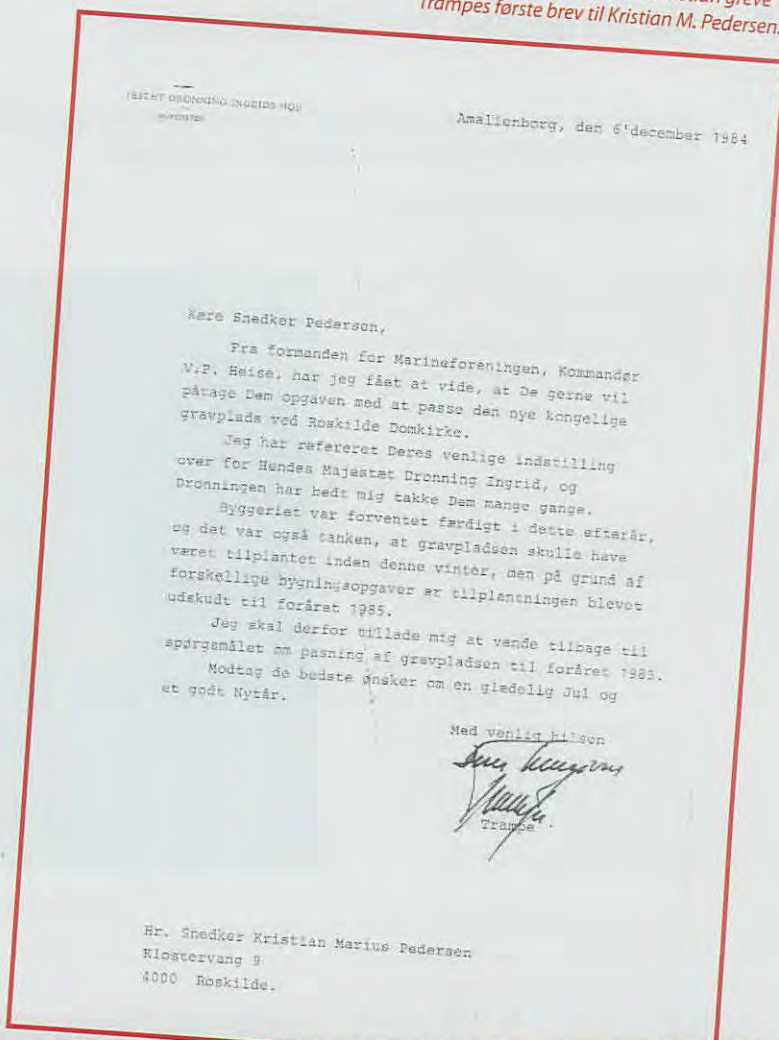 greve
Trampes første brev til Kristian M. Pedersen.
DRONNING INGRIDS HOF
Amalienborg, den 6'december 1984
Kære Snedker Pedersen,
Fra formanden for Marineforeningen, Kommandør
V.P. Heise, har jeg fået at vide, at De gerne vil
påtage Dem opgaven med at passe den nye kongelige
gravplads ved Roskilde Domkirke.
Jeg har refereret Deres venlige indstilling
over for Hendes Majestæt Dronning Ingrid, og
Dronningen har bedt mig takke Dem mange gange.
Byggeriet var forventet færdigt i dette efterår,
og det var også tanken, at gravpladsen skulle have
været tilplantet inden denne vinter, men på grund af
forskellige bygningsopgaver er tilplantningen blevet
udskudt til foråret 1985.
Jeg skal derfor tillade mig at vende tilbage til
spørgsmålet om pasning af gravpladsen til foråret 1985.
Modtag de bedste ønsker om en glædelig Jul og
et godt Nytår.
Med venlig hilsen
Trampe
Hr. Snedker Kristian Marius Pedersen
Klostervang 9
4000 Roskilde.